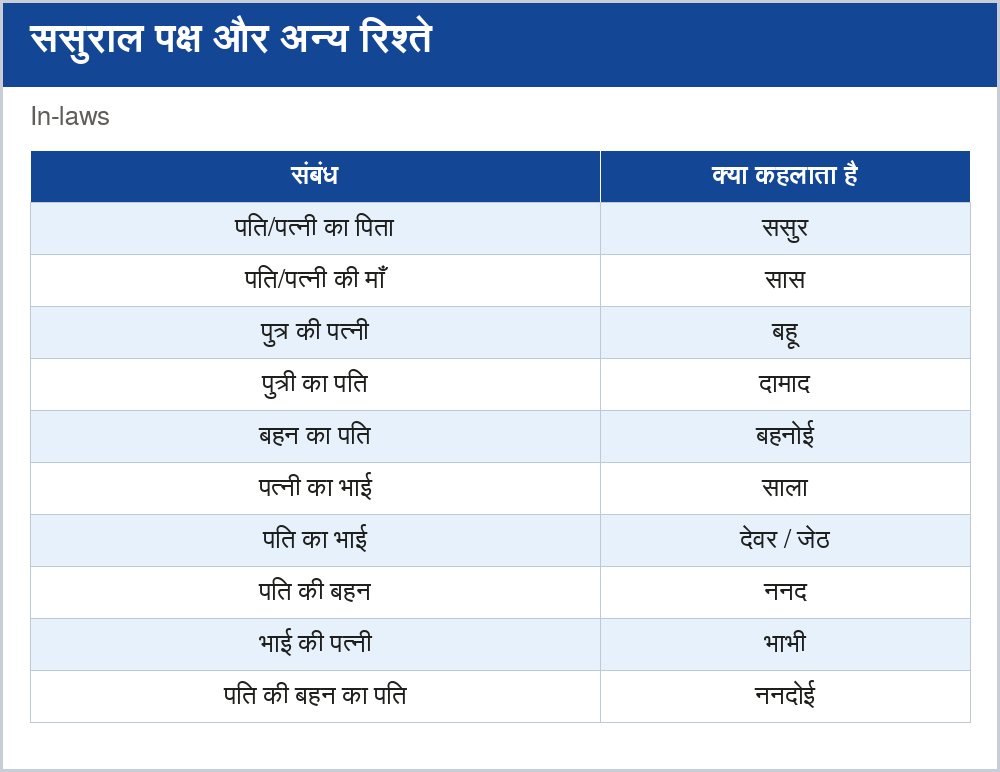 ससुराल पक्ष और अन्य रिश्ते
In-laws
संबंध क्या कहलाता है
पति/पत्नी का पिता ससुर
पति/पत्नी की माँ सास
पुत्र की पत्नी बहू
पुत्री का पति दामाद
बहन का पति बहनोई
पत्नी का भाई साला
पति का भाई देवर / जेठ
पति की बहन ननद
भाई की पत्नी भाभी
पति की बहन का पति ननदोई